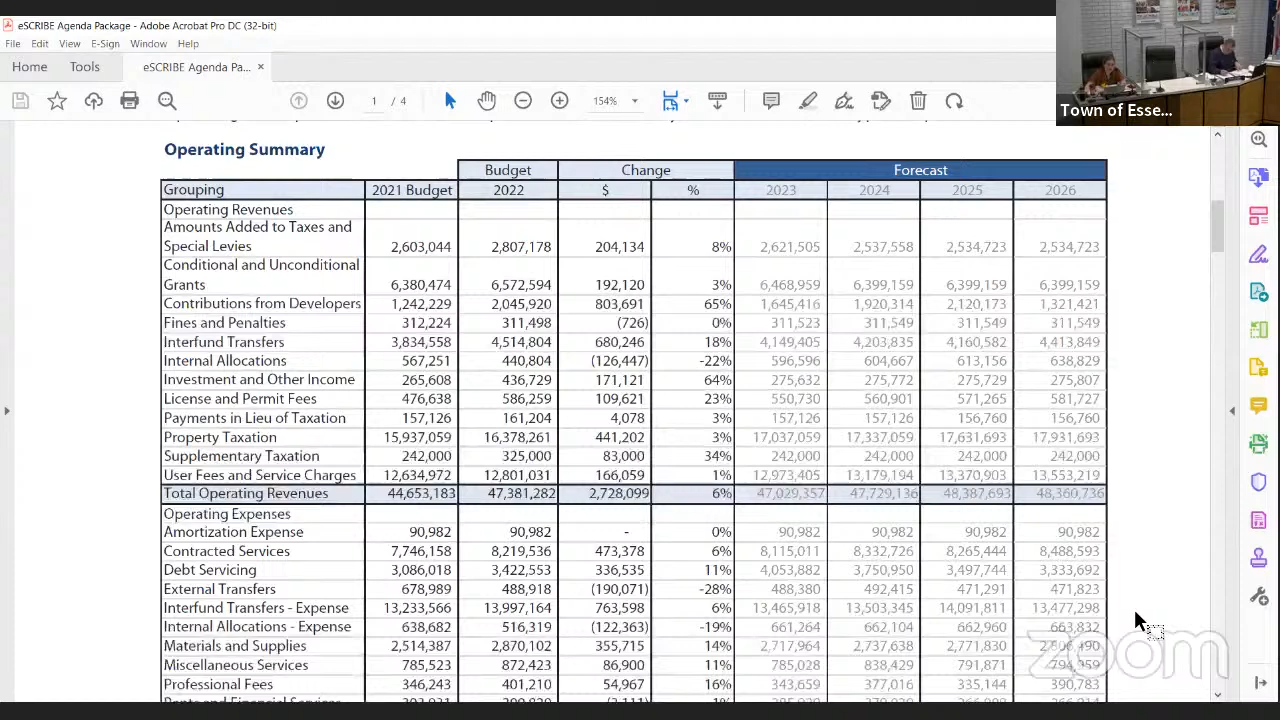 eSCRIBE Agenda Package - Adobe Acrobat Pro DC (32-bit)
File Edit View E-Sign Window Help
Home Tools eSCRIBE Agenda Pa... ×
1 / 4 154%
Town of Esse...
Operating Summary
Budget Change Forecast
Grouping 2021 Budget 2022 $ % 2023 2024 2025 2026
Operating Revenues
Amounts Added to Taxes and
Special Levies 2,603,044 2,807,178 204,134 8% 2,621,505 2,537,558 2,534,723 2,534,723
Conditional and Unconditional
Grants 6,380,474 6,572,594 192,120 3% 6,468,959 6,399,159 6,399,159 6,399,159
Contributions from Developers 1,242,229 2,045,920 803,691 65% 1,645,416 1,920,314 2,120,173 1,321,421
Fines and Penalties 312,224 311,498 (726) 0% 311,523 311,549 311,549 311,549
Interfund Transfers 3,834,558 4,514,804 680,246 18% 4,149,405 4,203,835 4,160,582 4,413,849
Internal Allocations 567,251 440,804 (126,447) -22% 596,596 604,667 613,156 638,829
Investment and Other Income 265,608 436,729 171,121 64% 275,632 275,772 275,729 275,807
License and Permit Fees 476,638 586,259 109,621 23% 550,730 560,901 571,265 581,727
Payments in Lieu of Taxation 157,126 161,204 4,078 3% 157,126 157,126 156,760 156,760
Property Taxation 15,937,059 16,378,261 441,202 3% 17,037,059 17,337,059 17,631,693 17,931,693
Supplementary Taxation 242,000 325,000 83,000 34% 242,000 242,000 242,000 242,000
User Fees and Service Charges 12,634,972 12,801,031 166,059 1% 12,973,405 13,179,194 13,370,903 13,553,219
Total Operating Revenues 44,653,183 47,381,282 2,728,099 6% 47,029,357 47,729,136 48,387,693 48,360,736
Operating Expenses
Amortization Expense 90,982 90,982 - 0% 90,982 90,982 90,982 90,982
Contracted Services 7,746,158 8,219,536 473,378 6% 8,115,011 8,332,726 8,265,444 8,488,593
Debt Servicing 3,086,018 3,422,553 336,535 11% 4,053,882 3,750,950 3,497,744 3,333,692
External Transfers 678,989 488,918 (190,071) -28% 488,380 492,415 471,291 471,823
Interfund Transfers - Expense 13,233,566 13,997,164 763,598 6% 13,465,918 13,503,345 14,091,811 13,477,298
Internal Allocations - Expense 638,682 516,319 (122,363) -19% 661,264 662,104 662,960 663,832
Materials and Supplies 2,514,387 2,870,102 355,715 14% 2,717,964 2,737,638 2,771,830
Miscellaneous Services 785,523 872,423 86,900 11% 785,028 838,429 791,871
Professional Fees 346,243 401,210 54,967 16% 343,659 377,016 335,144 390,783
zoom